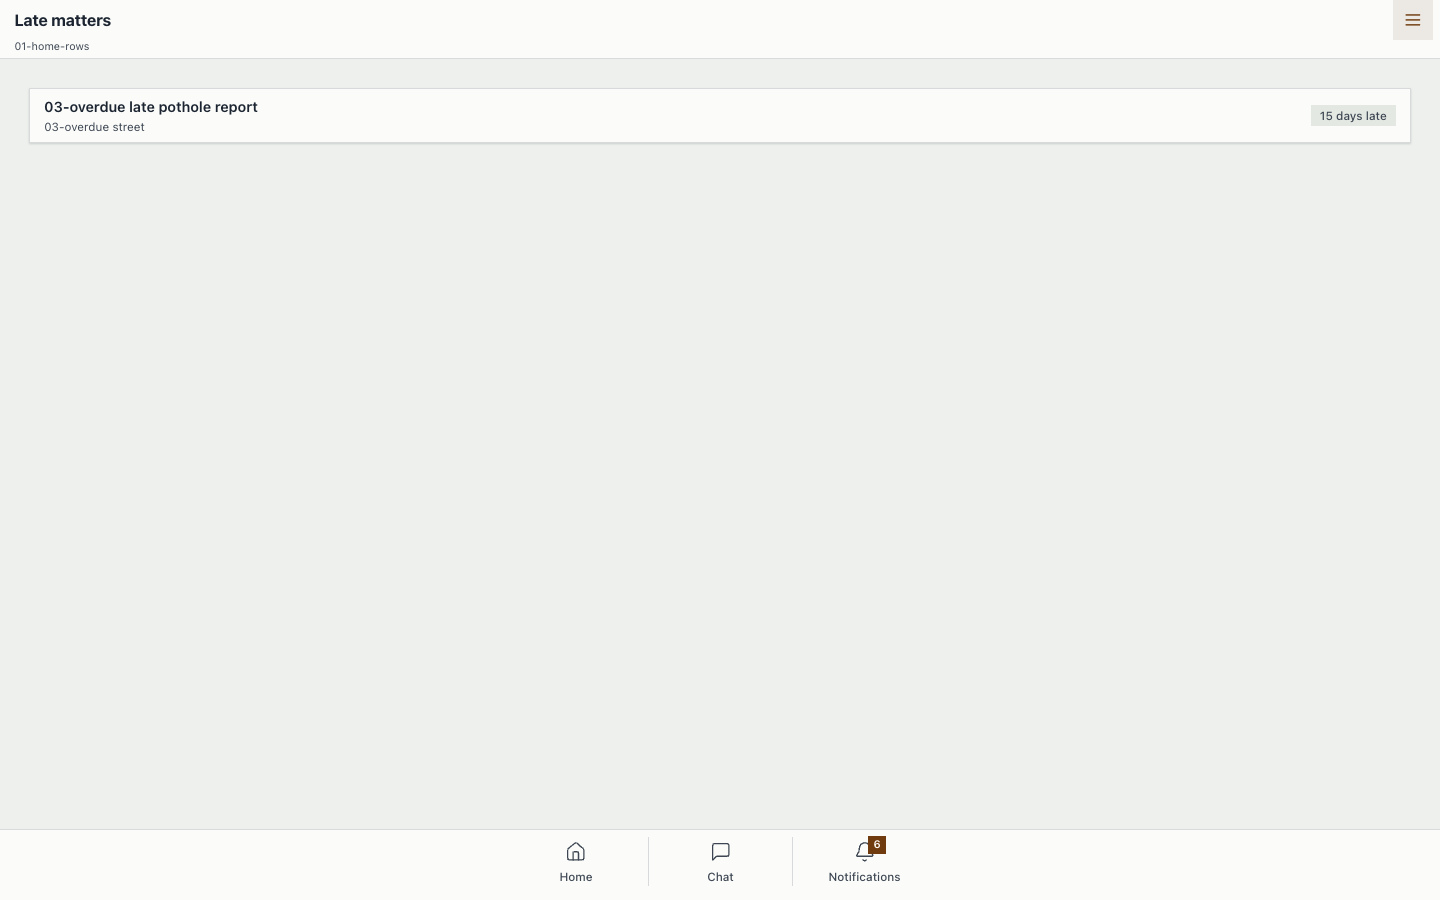 Late matters
01-home-rows
03-overdue late pothole report
03-overdue street
15 days late
6
Home
Chat
Notifications